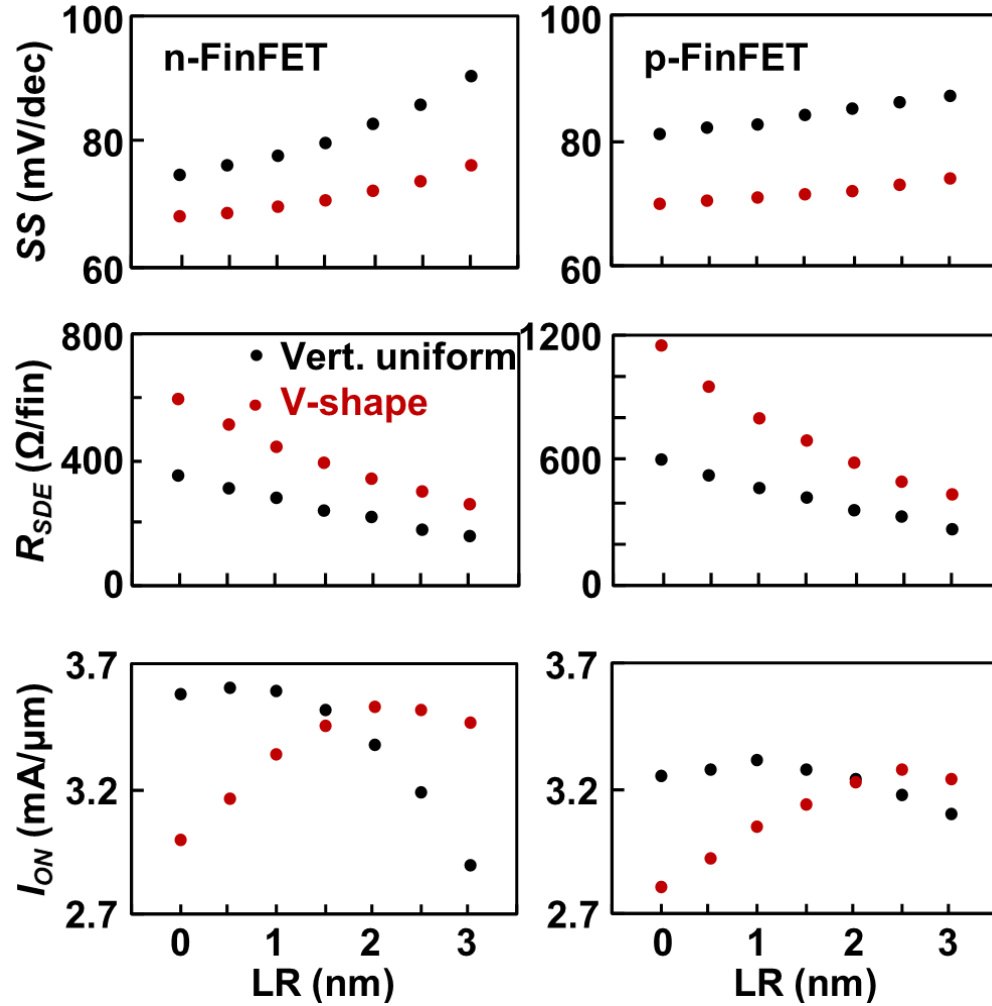 100
80
60
SS (mV/dec)
n-FinFET
100
80
60
p-FinFET
800
400
0
R_SDE (Ω/fin)
Vert. uniform
V-shape
1200
600
0
3.7
3.2
2.7
I_ON (mA/μm)
0 1 2 3
LR (nm)
3.7
3.2
2.7
0 1 2 3
LR (nm)